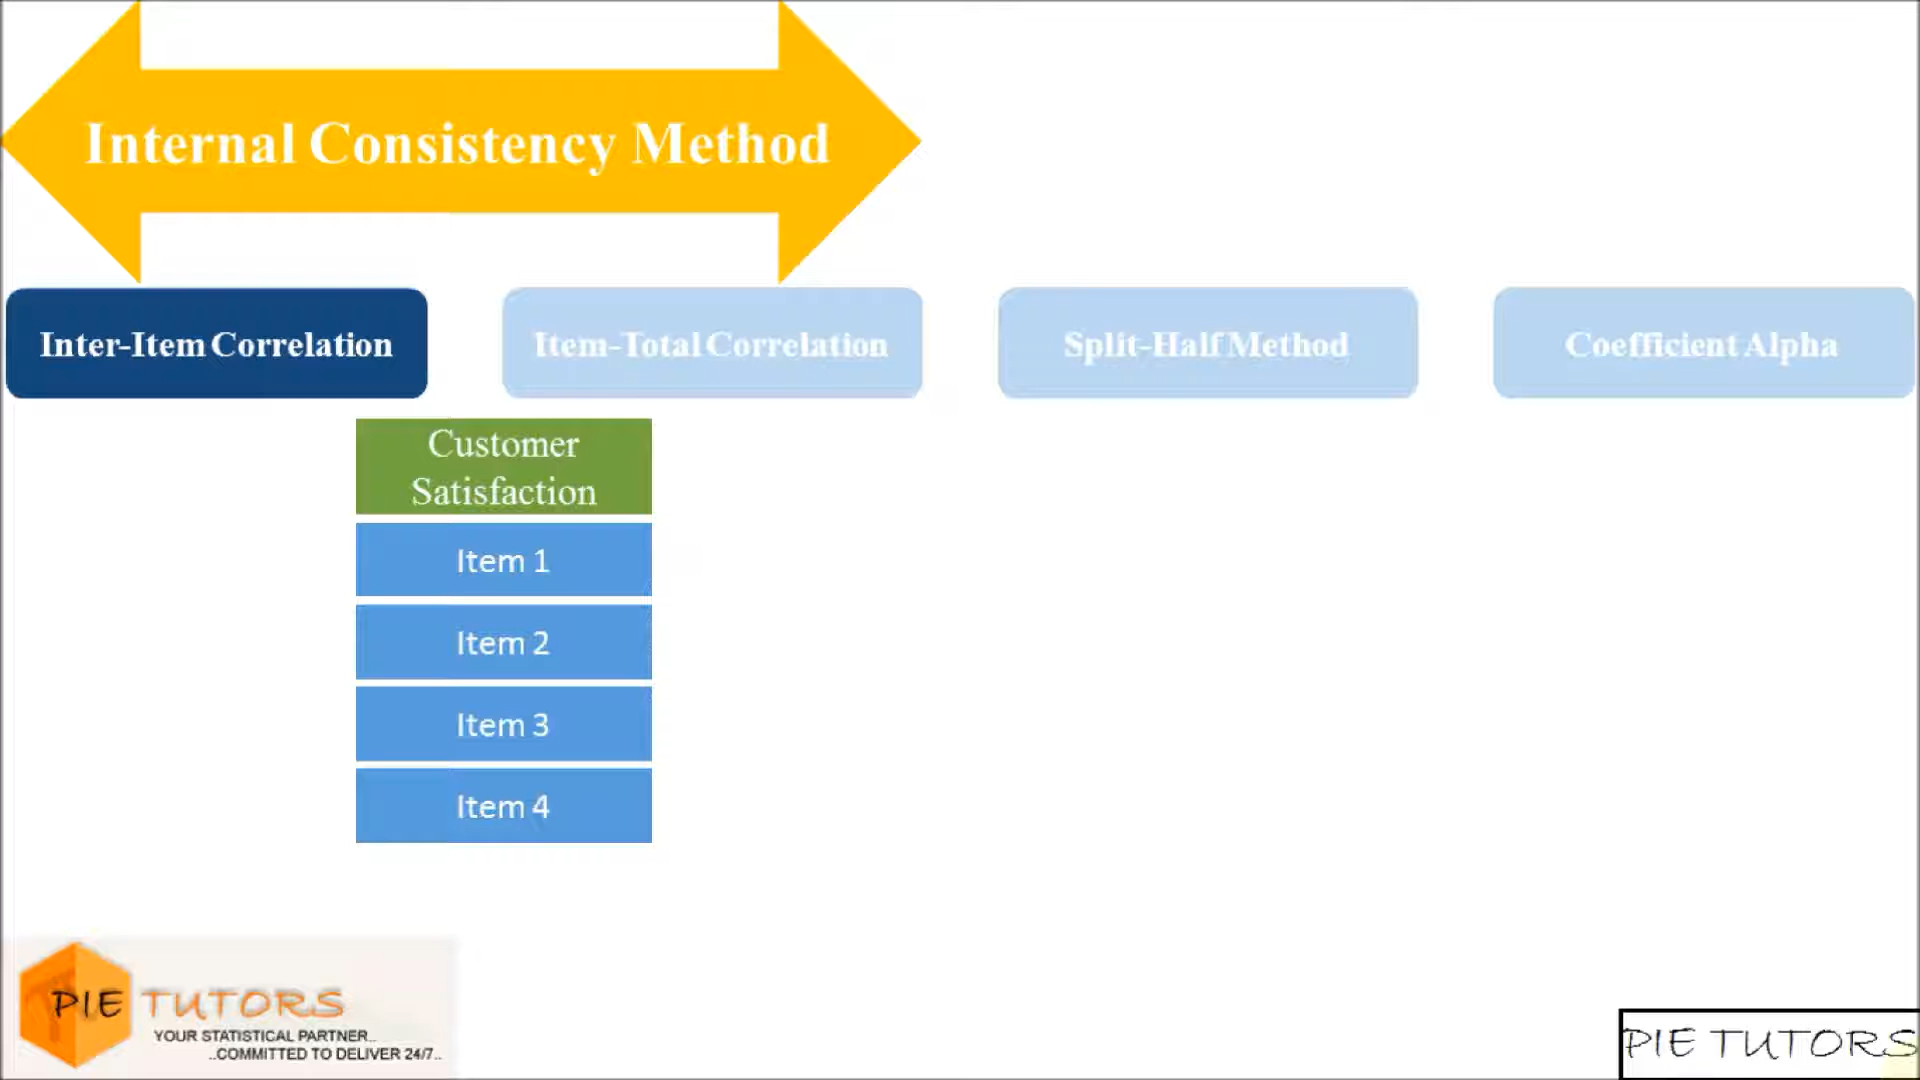 Internal Consistency Method
Inter-Item Correlation
Item-Total Correlation
Split-Half Method
Coefficient Alpha
Customer
Satisfaction
Item 1
Item 2
Item 3
Item 4
PIE TUTORS
YOUR STATISTICAL PARTNER..
..COMMITTED TO DELIVER 24/7..
PIE TUTORS